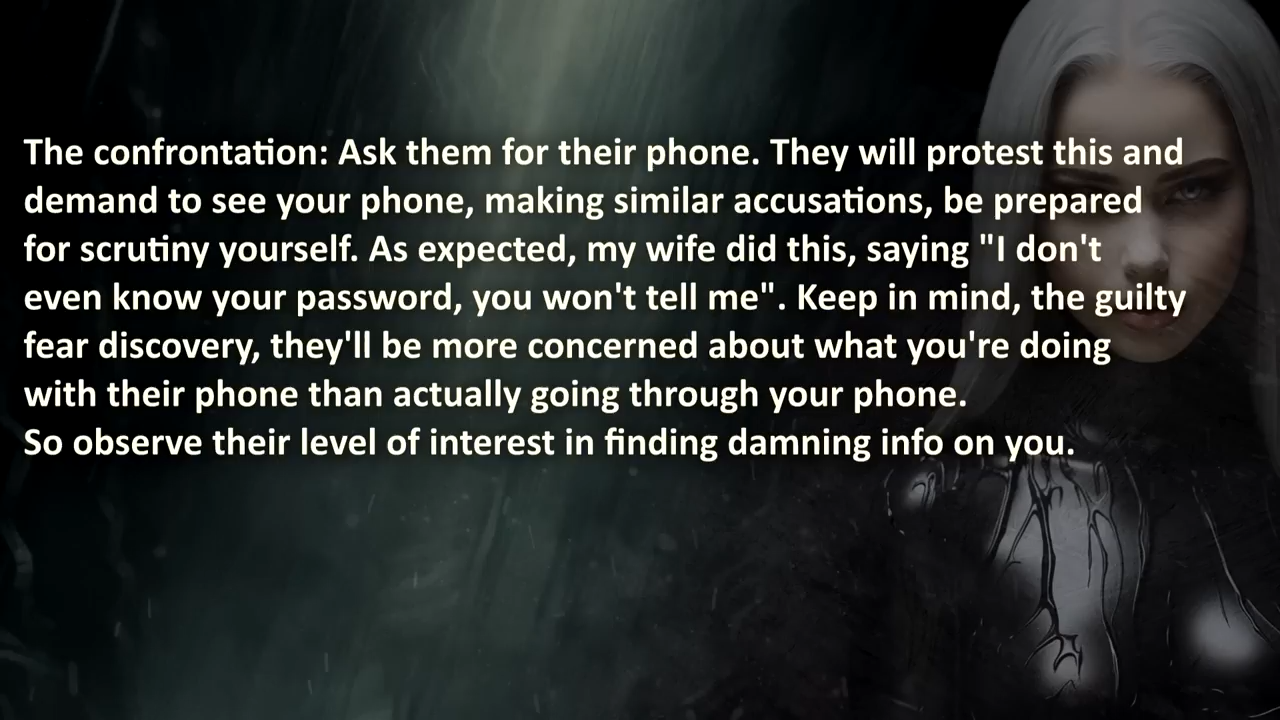 The confrontation: Ask them for their phone. They will protest this and
demand to see your phone, making similar accusations, be prepared
for scrutiny yourself. As expected, my wife did this, saying "I don't
even know your password, you won't tell me". Keep in mind, the guilty
fear discovery, they'll be more concerned about what you're doing
with their phone than actually going through your phone.
So observe their level of interest in finding damning info on you.